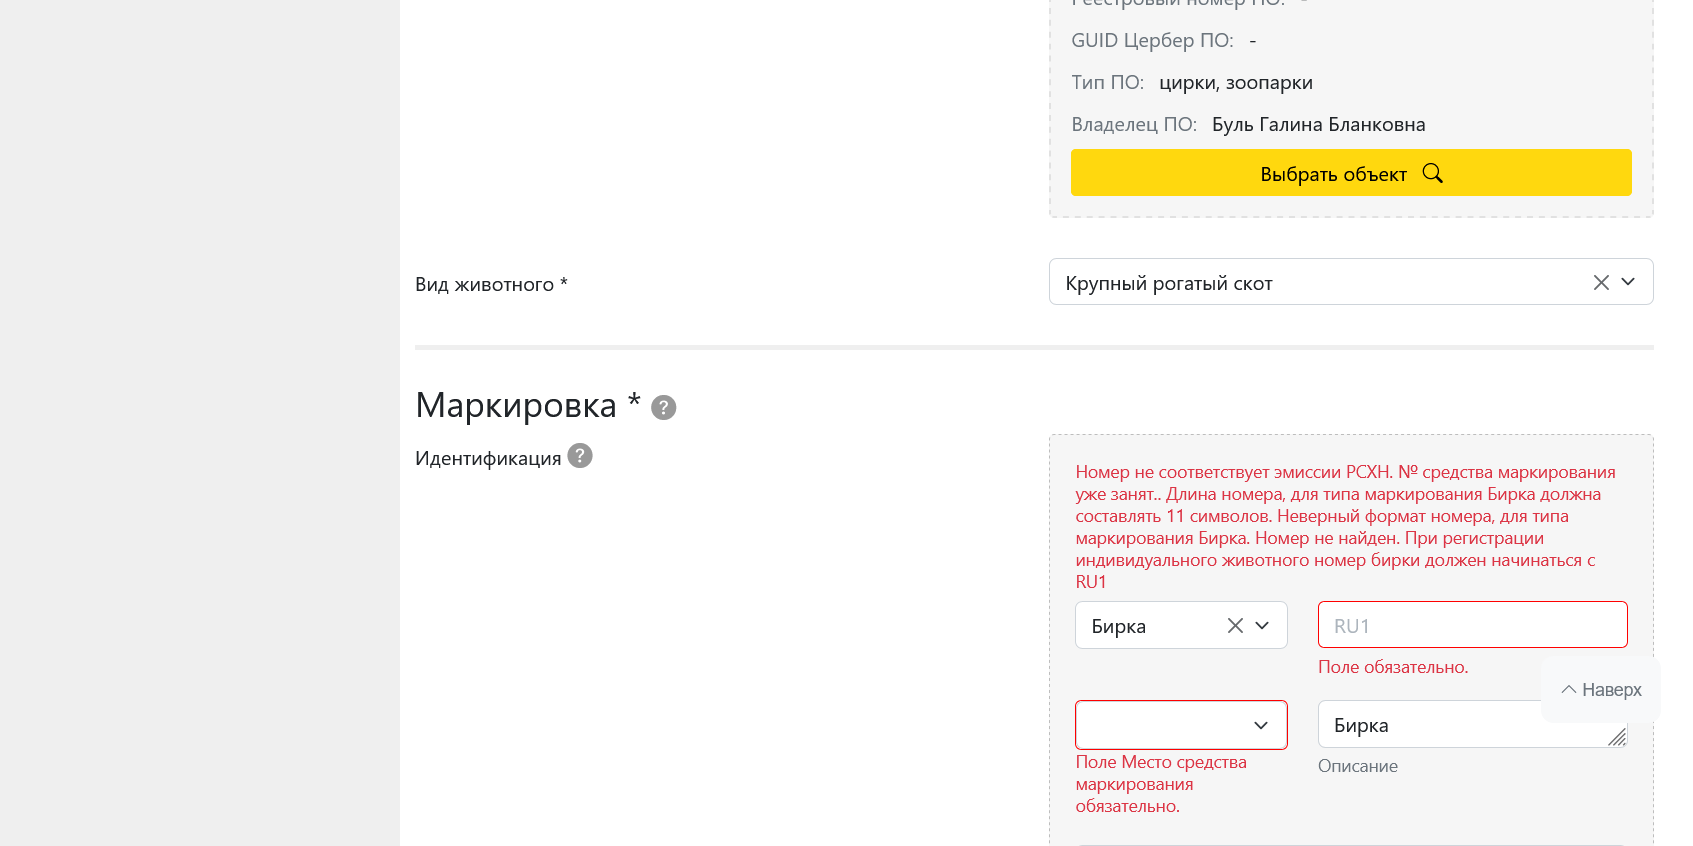 Реестровый номер ПО: -
GUID Цербер ПО: -
Тип ПО: цирки, зоопарки
Владелец ПО: Буль Галина Бланковна
Выбрать объект
Вид животного *
Крупный рогатый скот
Маркировка * ?
Идентификация ?
Номер не соответствует эмиссии РСХН. № средства маркирования
уже занят.. Длина номера, для типа маркирования Бирка должна
составлять 11 символов. Неверный формат номера, для типа
маркирования Бирка. Номер не найден. При регистрации
индивидуального животного номер бирки должен начинаться с
RU1
Бирка
RU1
Поле обязательно.
Наверх
Бирка
Поле Место средства
маркирования
обязательно.
Описание